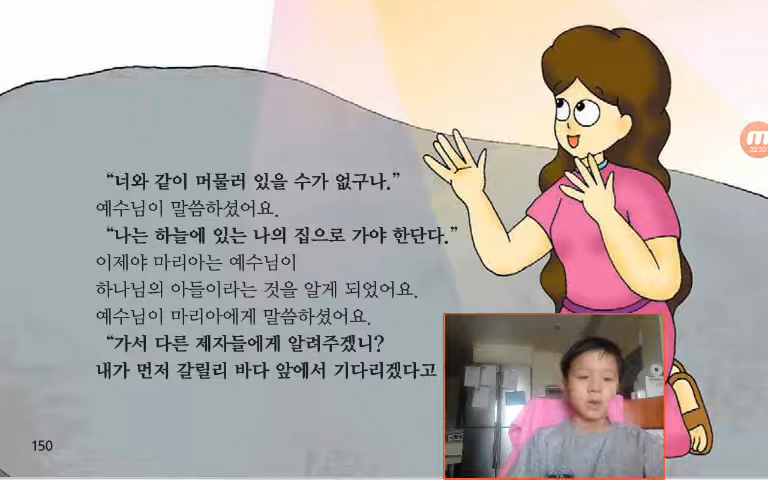 “너와 같이 머물러 있을 수가 없구나.”
예수님이 말씀하셨어요.
“나는 하늘에 있는 나의 집으로 가야 한단다.”
이제야 마리아는 예수님이
하나님의 아들이라는 것을 알게 되었어요.
예수님이 마리아에게 말씀하셨어요.
“가서 다른 제자들에게 알려주겠니?
내가 먼저 갈릴리 바다 앞에서 기다리겠다고
150